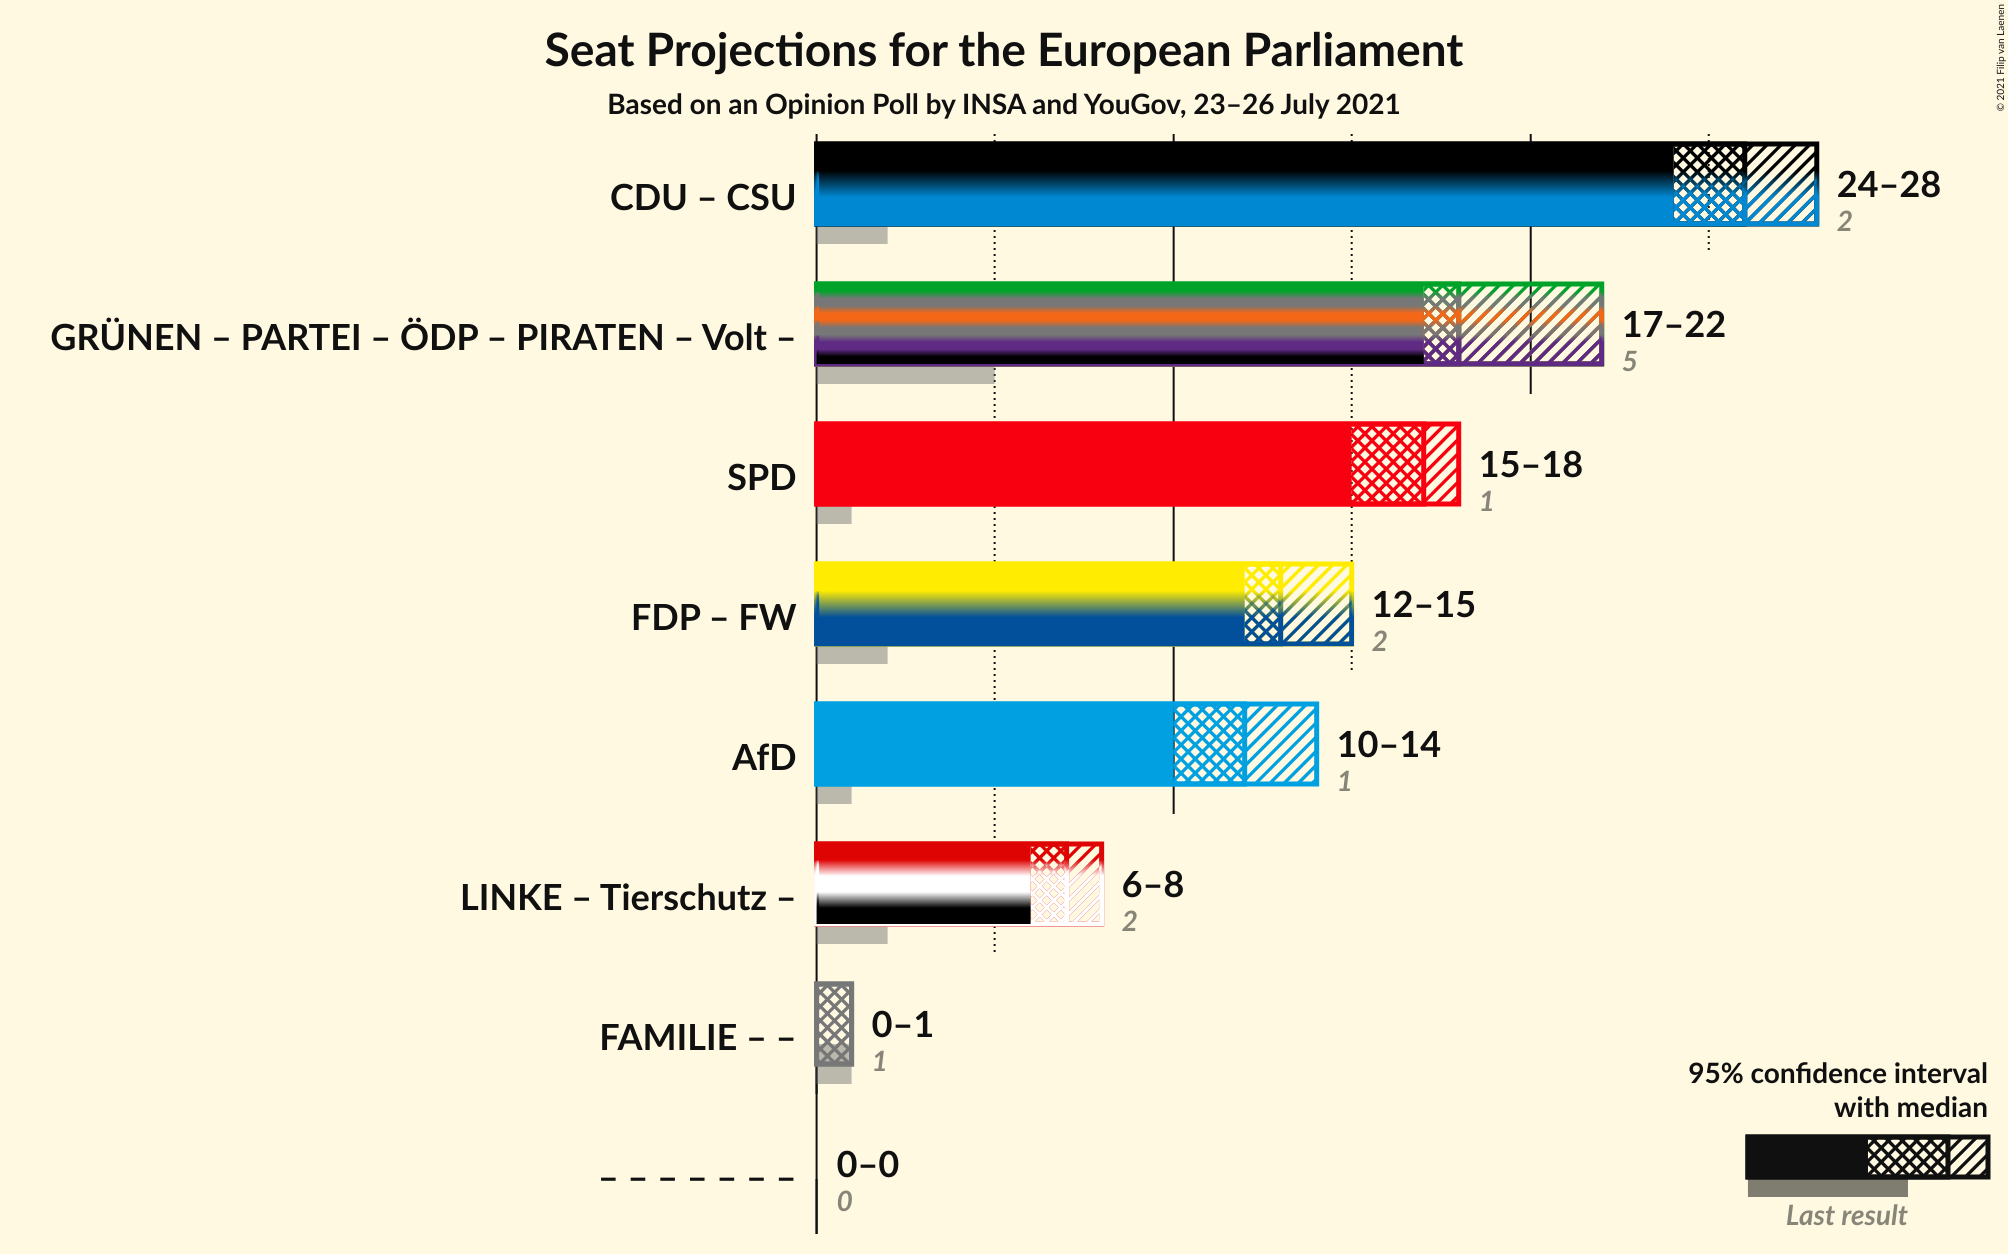 Seat Projections for the European Parliament
Based on an Opinion Poll by INSA and YouGov, 23–26 July 2021
© 2021 Filip van Laenen
CDU – CSU
24–28
2
GRÜNEN – PARTEI – ÖDP – PIRATEN – Volt –
17–22
5
SPD
15–18
1
FDP – FW
12–15
2
AfD
10–14
1
LINKE – Tierschutz –
6–8
2
FAMILIE – –
0–1
1
– – – – – – –
0–0
0
95% confidence interval
with median
Last result